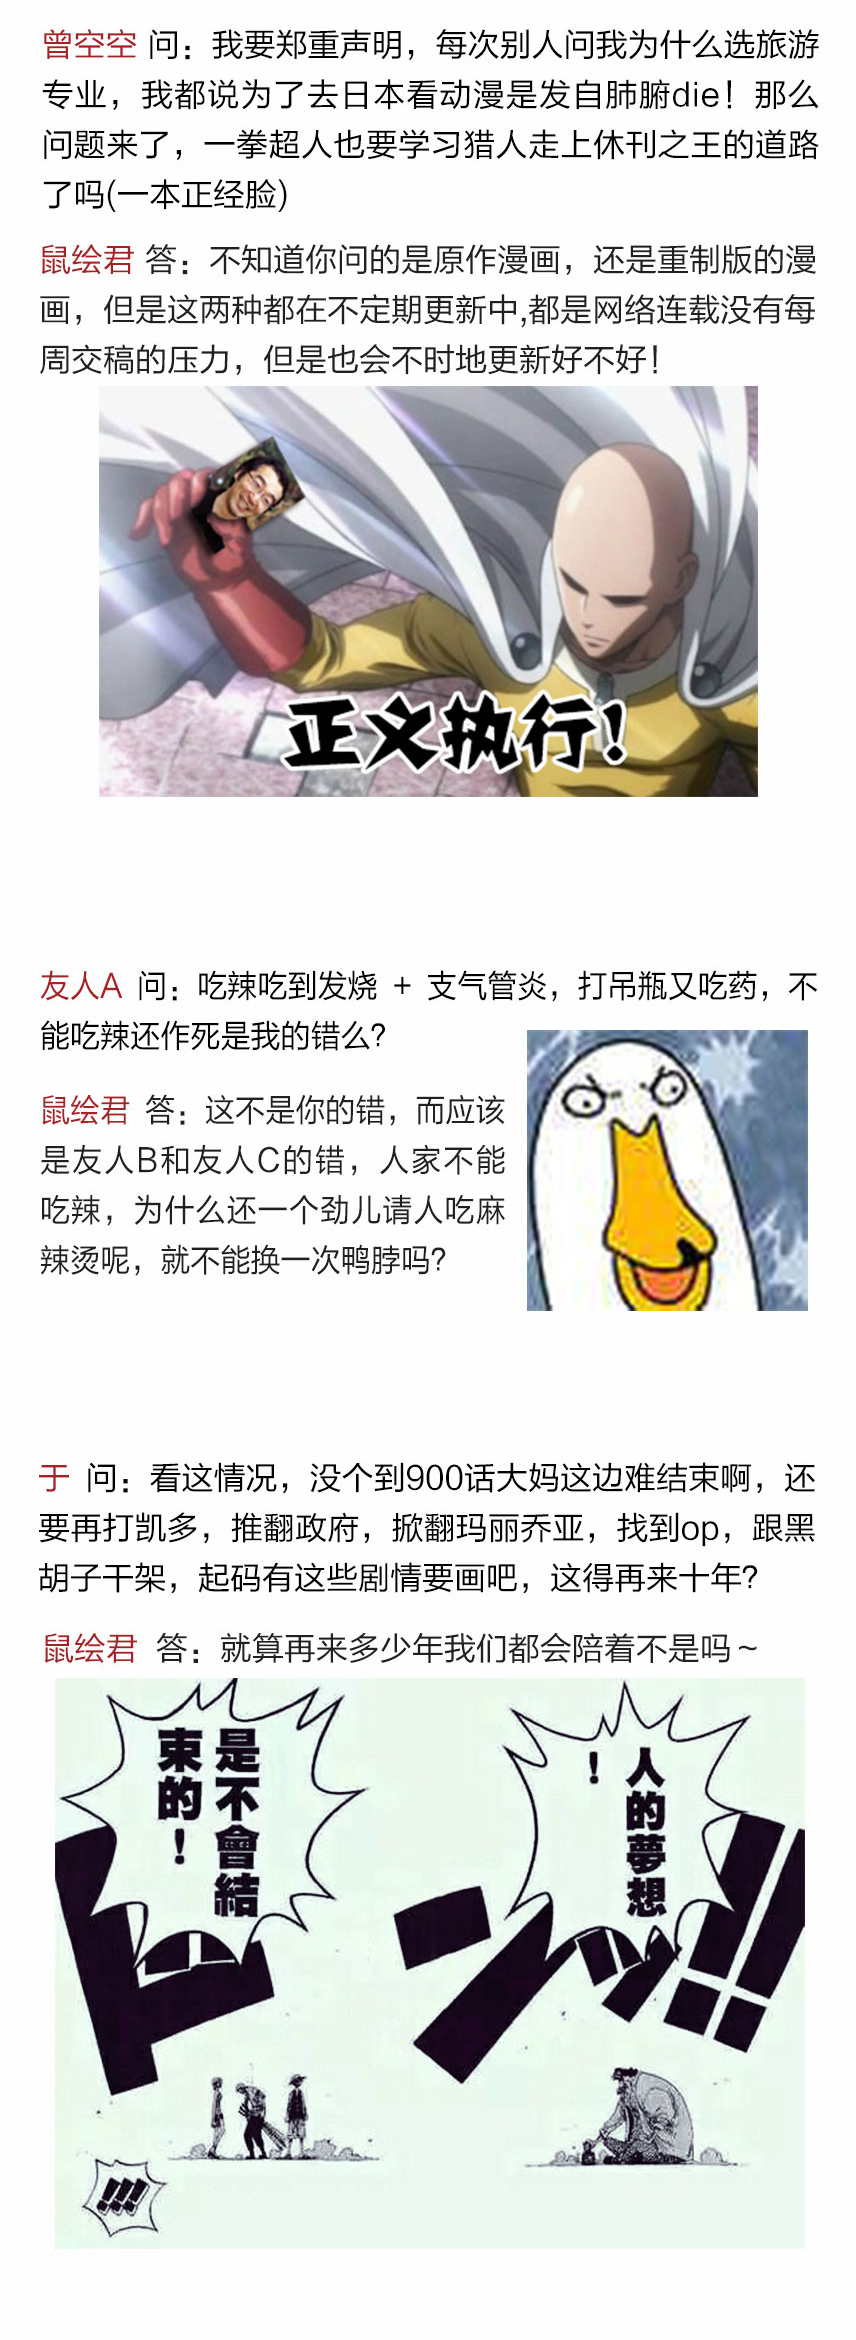 曾空空 问：我要郑重声明，每次别人问我为什么选旅游
专业，我都说为了去日本看动漫是发自肺腑die！那么
问题来了，一拳超人也要学习猎人走上休刊之王的道路
了吗(一本正经脸)
鼠绘君 答：不知道你问的是原作漫画，还是重制版的漫
画，但是这两种都在不定期更新中,都是网络连载没有每
周交稿的压力，但是也会不时地更新好不好！
正义执行！
友人A 问：吃辣吃到发烧 + 支气管炎，打吊瓶又吃药，不
能吃辣还作死是我的错么？
鼠绘君 答：这不是你的错，而应该
是友人B和友人C的错，人家不能
吃辣，为什么还一个劲儿请人吃麻
辣烫呢，就不能换一次鸭脖吗？
于 问：看这情况，没个到900话大妈这边难结束啊，还
要再打凯多，推翻政府，掀翻玛丽乔亚，找到op，跟黑
胡子干架，起码有这些剧情要画吧，这得再来十年？
鼠绘君 答：就算再来多少年我们都会陪着不是吗～
人的夢想
！
是不會結
束的！
ドンッ!!
!!!